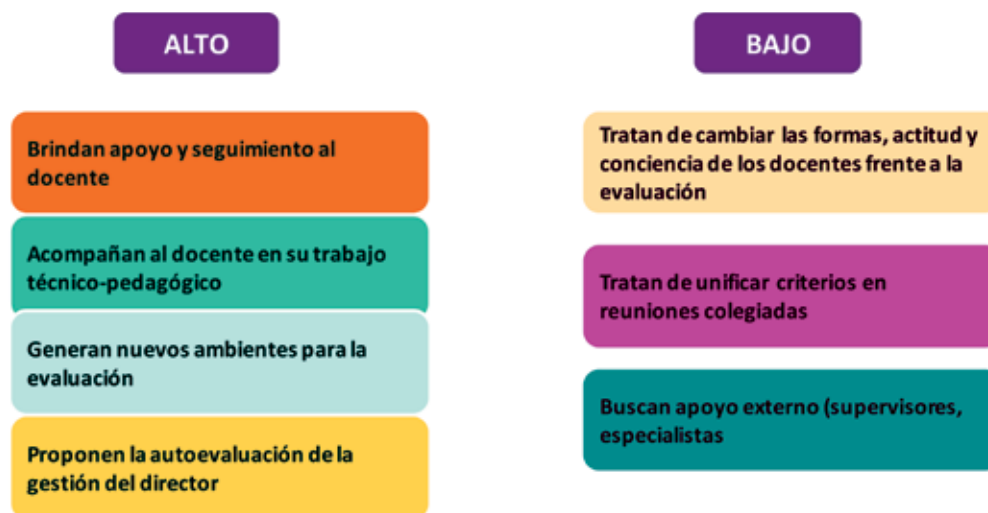 ALTO
Brindan apoyo y seguimiento al
docente
Acompañan al docente en su trabajo
técnico-pedagógico
Generan nuevos ambientes para la
evaluación
Proponen la autoevaluación de la
gestión del director
BAJO
Tratan de cambiar las formas, actitud y
conciencia de los docentes frente a la
evaluación
Tratan de unificar criterios en
reuniones colegiadas
Buscan apoyo externo (supervisores,
especialistas